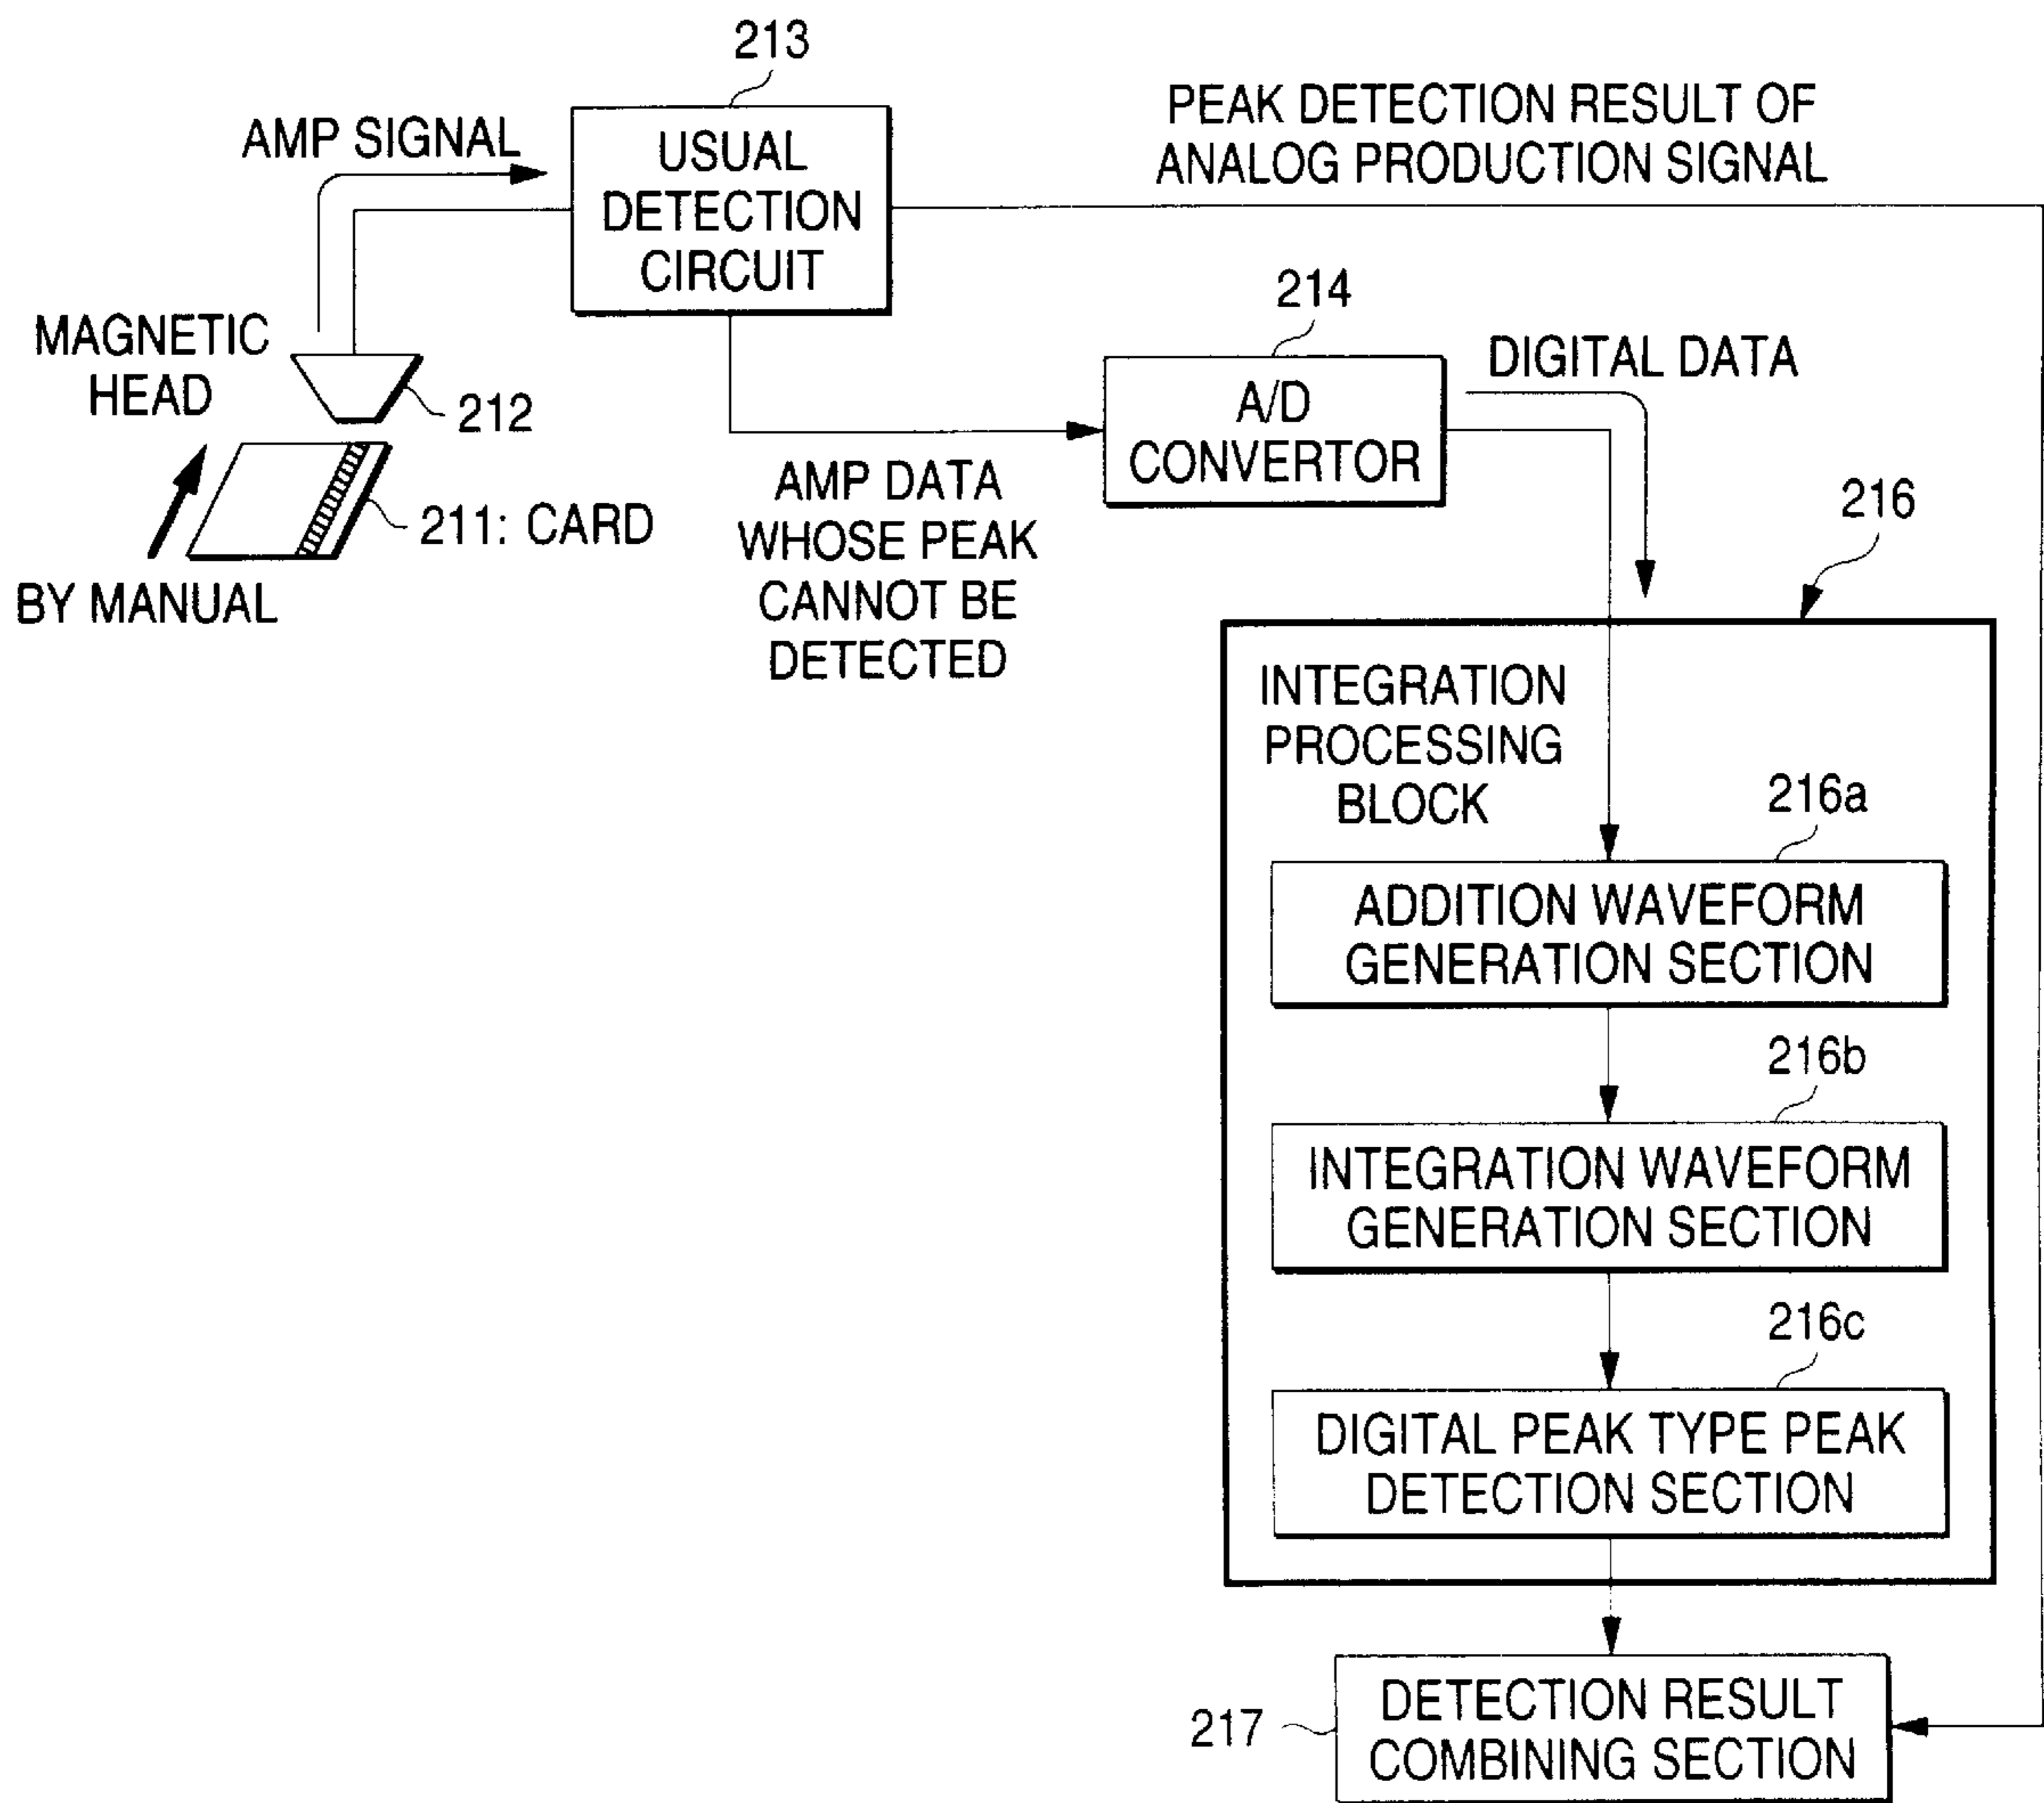 213
USUAL
DETECTION
CIRCUIT
AMP SIGNAL
PEAK DETECTION RESULT OF
ANALOG PRODUCTION SIGNAL
MAGNETIC
HEAD
212
211: CARD
BY MANUAL
214
A/D
CONVERTOR
DIGITAL DATA
AMP DATA
WHOSE PEAK
CANNOT BE
DETECTED
216
INTEGRATION
PROCESSING
BLOCK
216a
ADDITION WAVEFORM
GENERATION SECTION
216b
INTEGRATION WAVEFORM
GENERATION SECTION
216c
DIGITAL PEAK TYPE PEAK
DETECTION SECTION
217
DETECTION RESULT
COMBINING SECTION